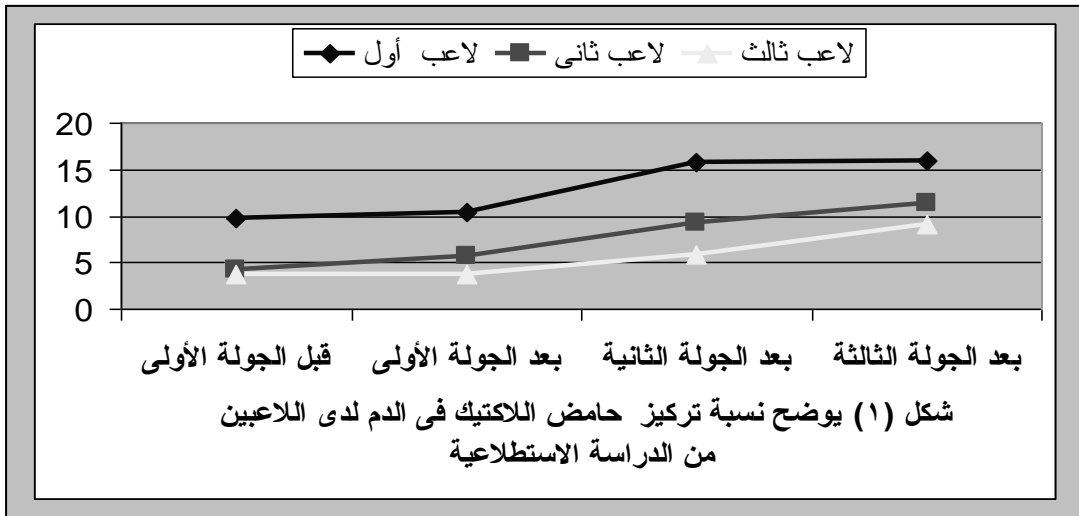 لاعب أول لاعب ثانى لاعب ثالث
20
15
10
5
0
قبل الجولة الأولى بعد الجولة الأولى بعد الجولة الثانية بعد الجولة الثالثة
شكل (١) يوضح نسبة تركيز حامض اللاكتيك فى الدم لدى اللاعبين
من الدراسة الاستطلاعية